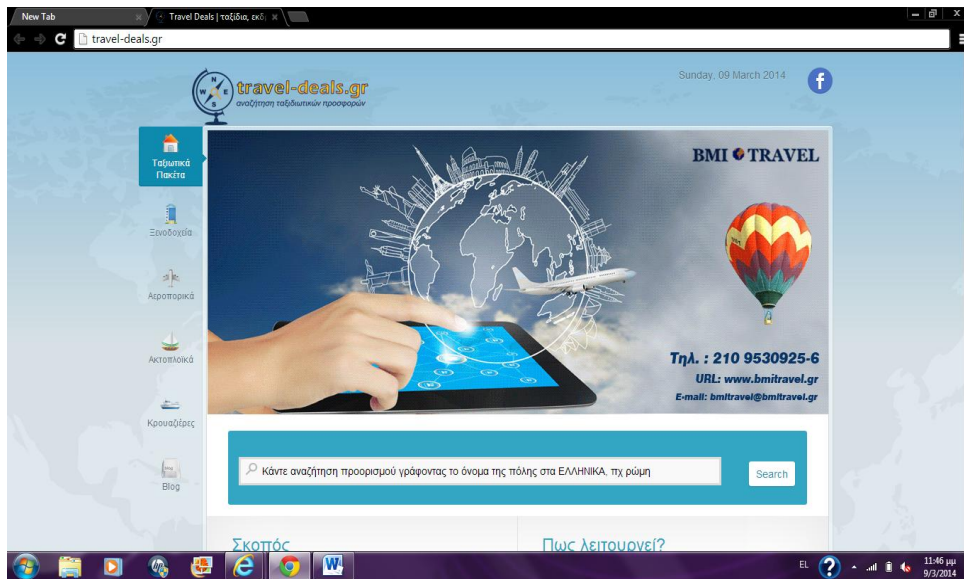 New Tab
Travel Deals | ταξίδια, εκδ
travel-deals.gr
Sunday, 09 March 2014
f
N
W E
S
travel-deals.gr
αναζήτηση ταξιδιωτικών προσφορών
Ταξιωτικά
Πακέτα
Ξενοδοχεία
Αεροπορικά
Ακτοπλοϊκά
Κρουαζιέρες
Blog
BMI TRAVEL
Τηλ. : 210 9530925-6
URL: www.bmitravel.gr
E-mail: bmitravel@bmitravel.gr
Κάντε αναζήτηση προορισμού γράφοντας το όνομα της πόλης στα ΕΛΛΗΝΙΚΑ, πχ ρώμη
Search
Σκοπός
Πως λειτουργεί?
hp
W
EL
11:46 μμ
9/3/2014